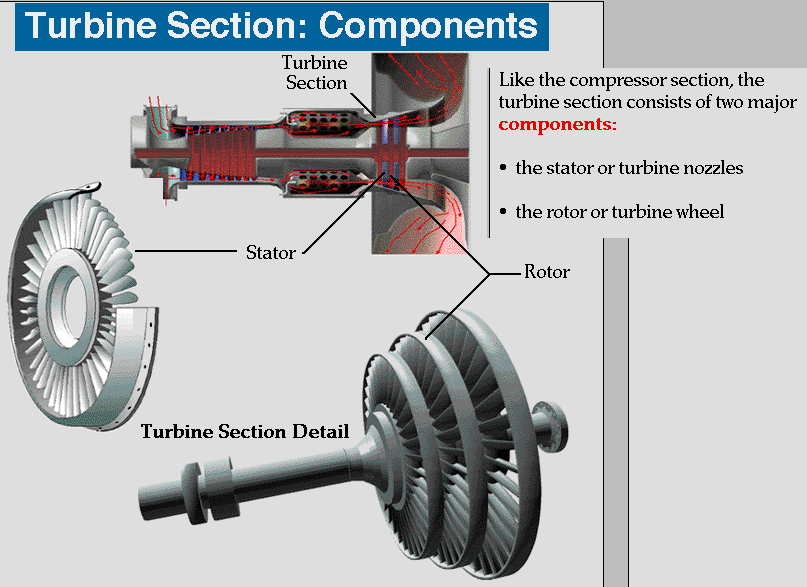 Turbine Section: Components
Turbine
Section
Like the compressor section, the
turbine section consists of two major
components:
• the stator or turbine nozzles
• the rotor or turbine wheel
Stator
Rotor
Turbine Section Detail